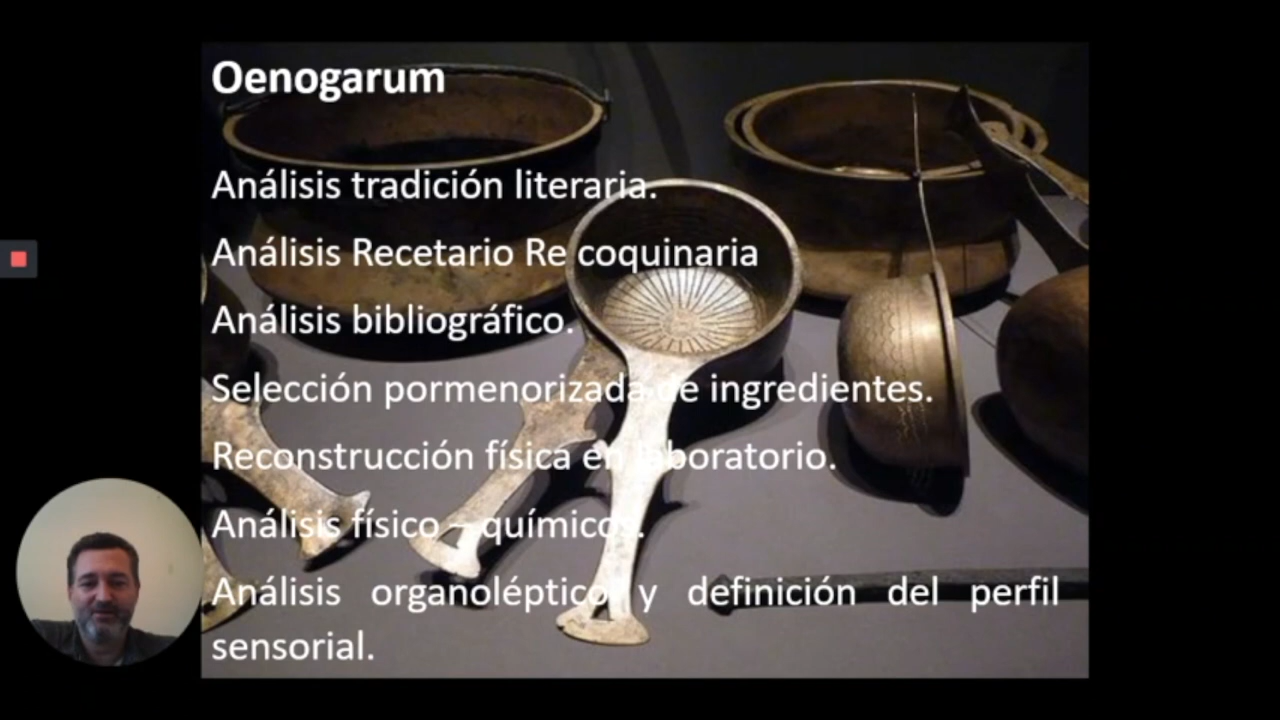 Oenogarum
Análisis tradición literaria.
Análisis Recetario Re coquinaria
Análisis bibliográfico.
Selección pormenorizada de ingredientes.
Reconstrucción física en laboratorio.
Análisis físico – químicos.
Análisis organoléptico y definición del perfil
sensorial.